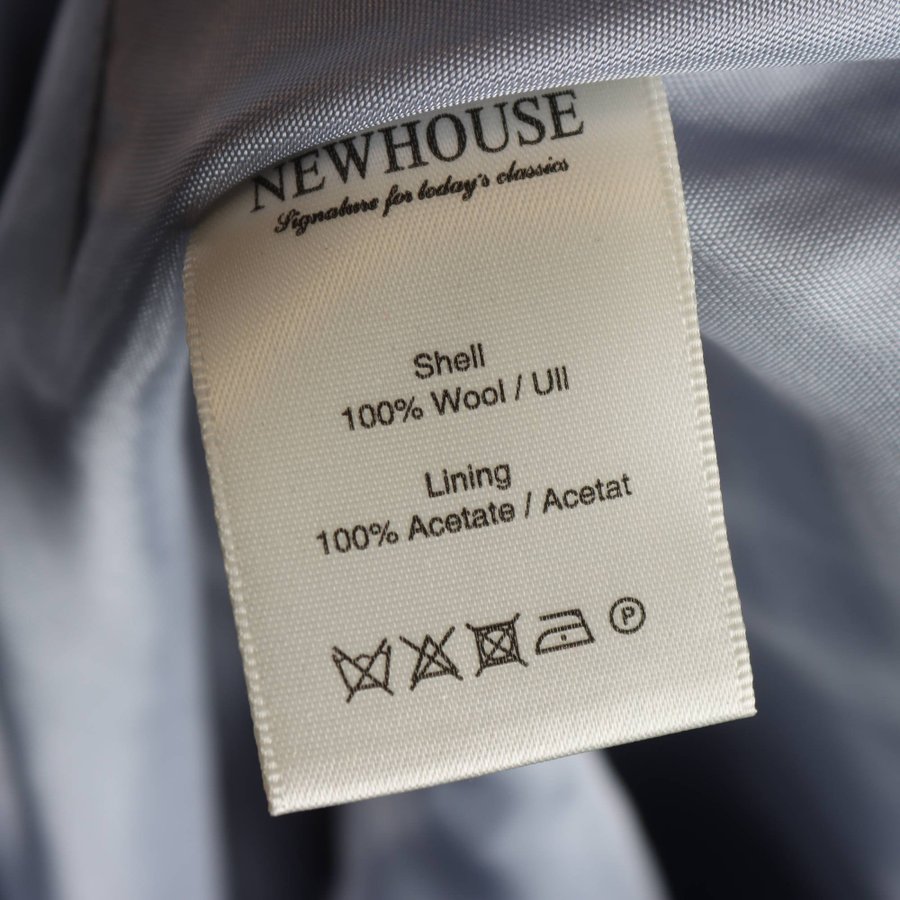 NEWHOUSE
Signature for today's classics
Shell
100% Wool / Ull
Lining
100% Acetate / Acetat
P